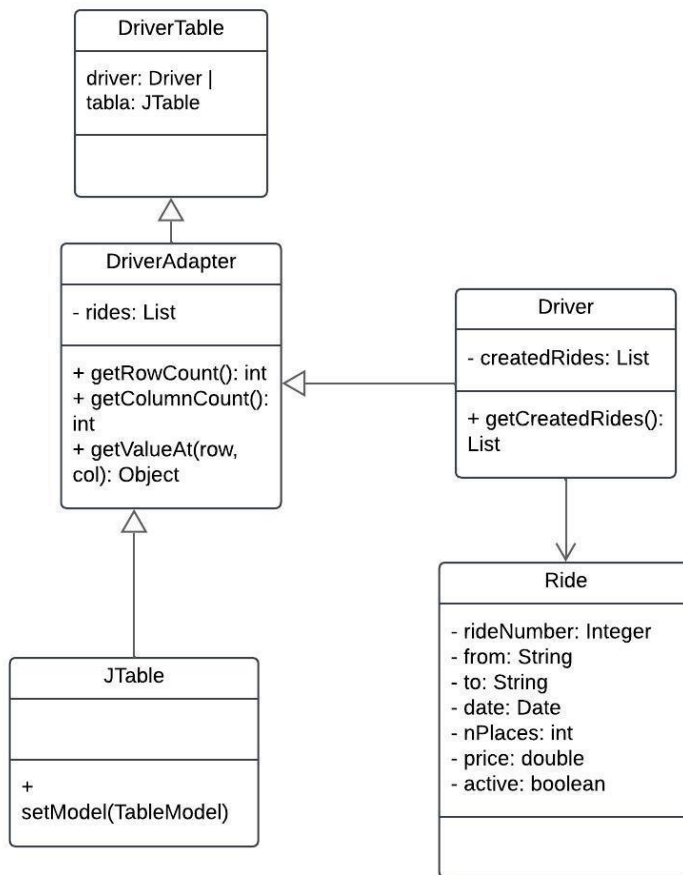 DriverTable
driver: Driver |
tabla: JTable
DriverAdapter
- rides: List
+ getRowCount(): int
+ getColumnCount():
int
+ getValueAt(row,
col): Object
Driver
- createdRides: List
+ getCreatedRides():
List
JTable
+
setModel(TableModel)
Ride
- rideNumber: Integer
- from: String
- to: String
- date: Date
- nPlaces: int
- price: double
- active: boolean